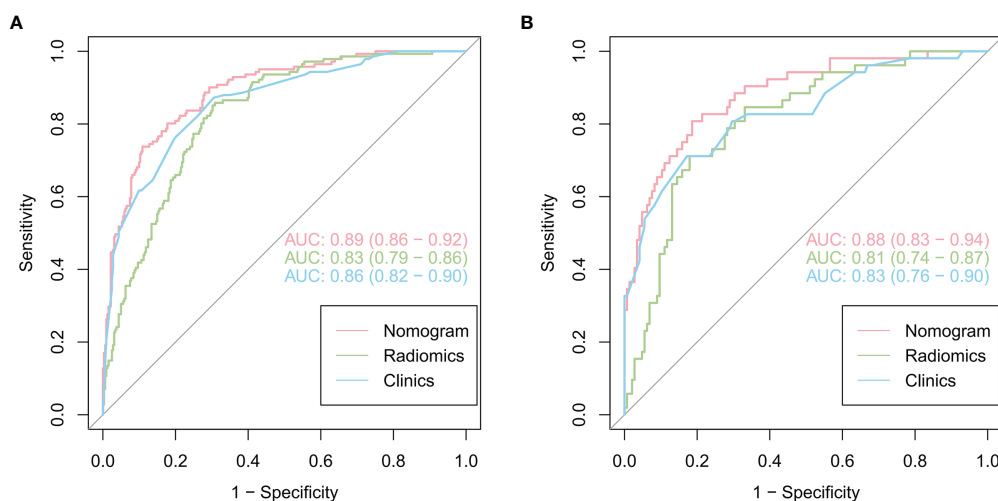 A
1.0
0.8
0.6
0.4
0.2
0.0
Sensitivity
AUC: 0.89 (0.86 − 0.92)
AUC: 0.83 (0.79 − 0.86)
AUC: 0.86 (0.82 − 0.90)
Nomogram
Radiomics
Clinics
0.0 0.2 0.4 0.6 0.8 1.0
1 − Specificity
B
1.0
0.8
0.6
0.4
0.2
0.0
Sensitivity
AUC: 0.88 (0.83 − 0.94)
AUC: 0.81 (0.74 − 0.87)
AUC: 0.83 (0.76 − 0.90)
Nomogram
Radiomics
Clinics
0.0 0.2 0.4 0.6 0.8 1.0
1 − Specificity